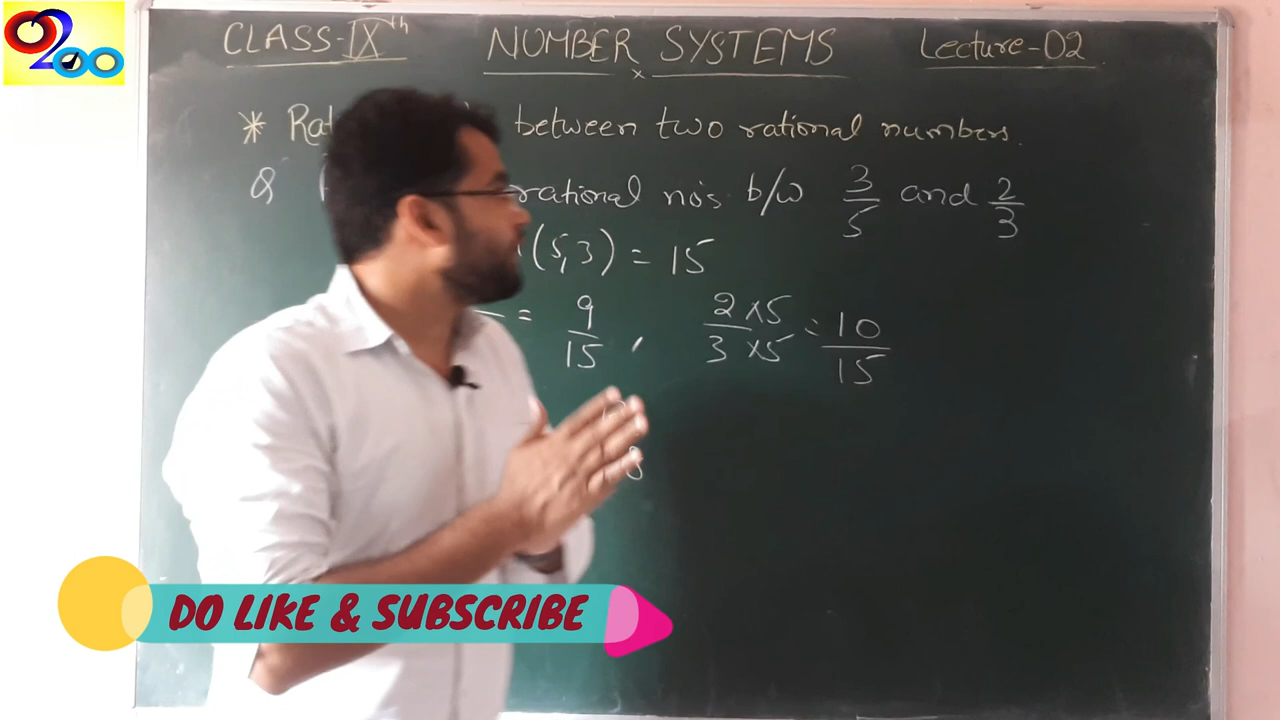 0200
CLASS-IXth NUMBER SYSTEMS Lecture-02
* between two rational numbers.
Q rational no's b/w 3/5 and 2/3
(5,3) = 15
= 9/15 , 2×5/3×5 = 10/15
DO LIKE & SUBSCRIBE